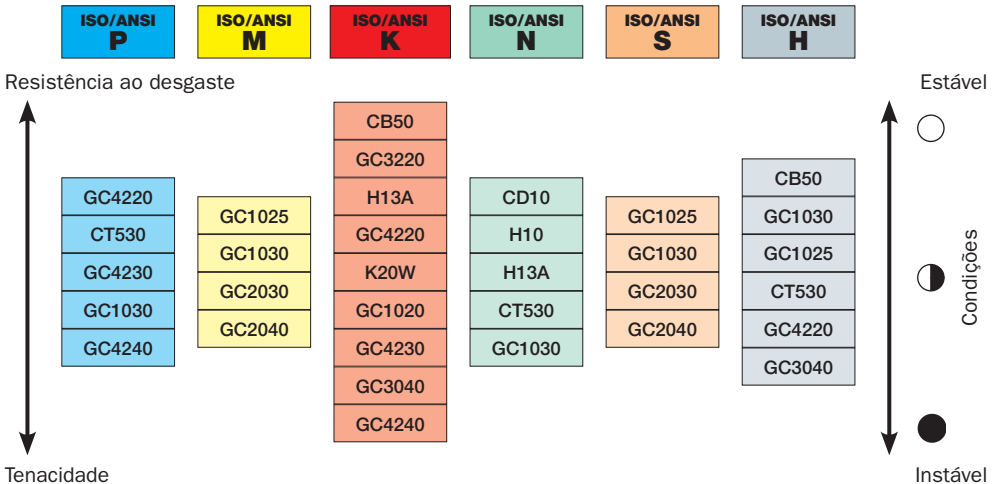 ISO/ANSI
P
ISO/ANSI
M
ISO/ANSI
K
ISO/ANSI
N
ISO/ANSI
S
ISO/ANSI
H
Resistência ao desgaste
Estável
GC4220
CT530
GC4230
GC1030
GC4240
GC1025
GC1030
GC2030
GC2040
CB50
GC3220
H13A
GC4220
K20W
GC1020
GC4230
GC3040
GC4240
CD10
H10
H13A
CT530
GC1030
GC1025
GC1030
GC2030
GC2040
CB50
GC1030
GC1025
CT530
GC4220
GC3040
Condições
Tenacidade
Instável